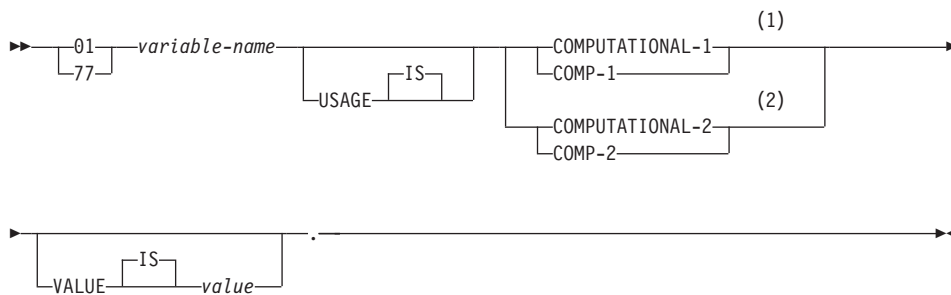 (1)
01 variable-name IS COMPUTATIONAL-1
77 USAGE COMP-1
(2)
COMPUTATIONAL-2
COMP-2
IS .
VALUE value